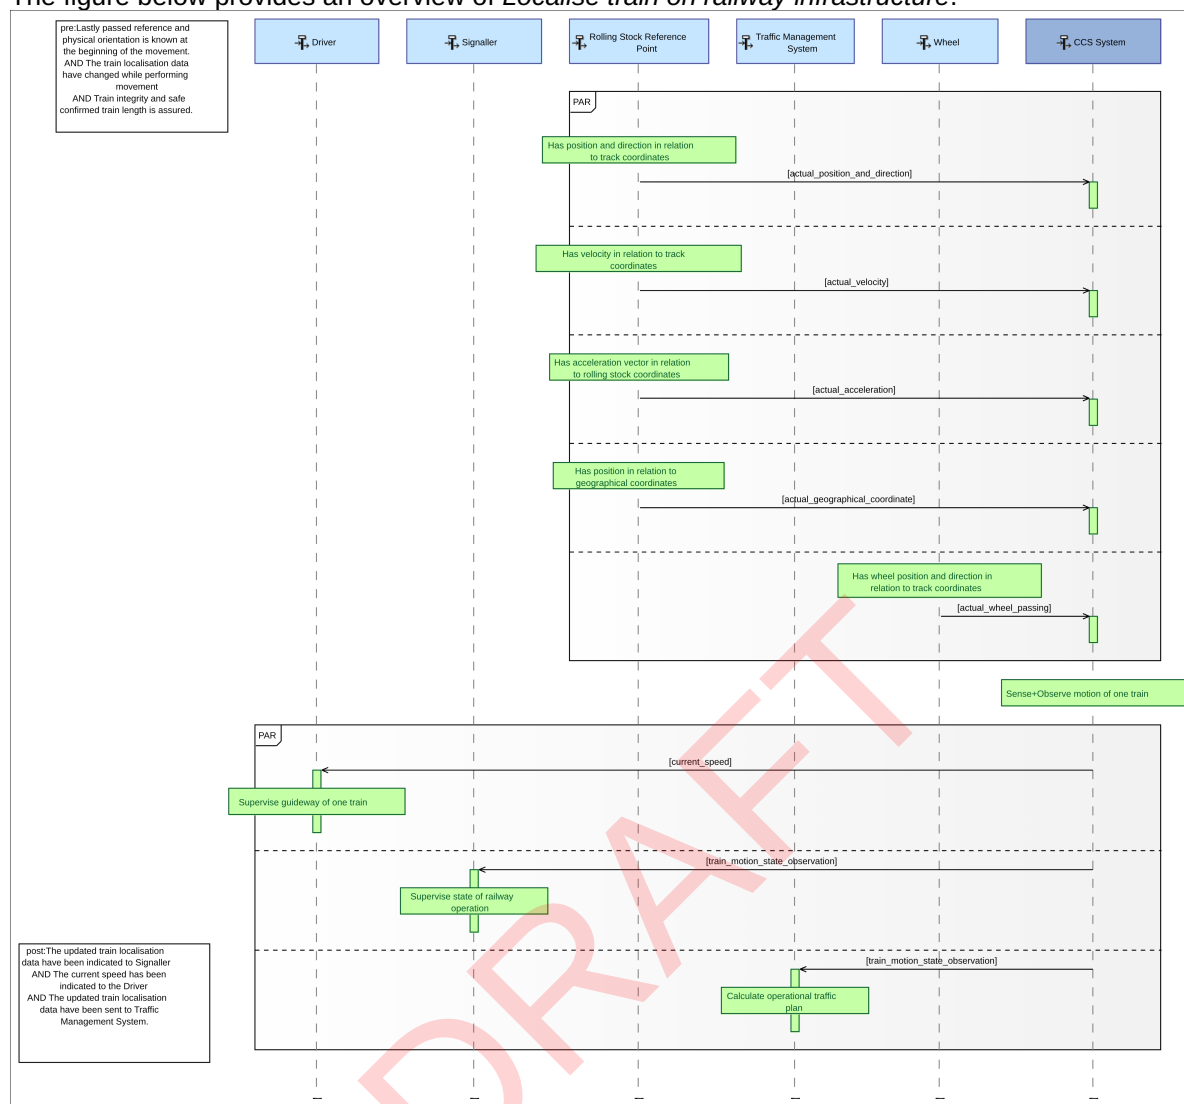 The figure below provides an overview of Localise train on railway infrastructure.
pre:Lastly passed reference and
physical orientation is known at
the beginning of the movement.
AND The train localisation data
have changed while performing
movement
AND Train integrity and safe
confirmed train length is assured.
Driver
Signaller
Rolling Stock Reference
Point
Traffic Management
System
Wheel
CCS System
PAR
Has position and direction in relation
to track coordinates
[actual_position_and_direction]
Has velocity in relation to track
coordinates
[actual_velocity]
Has acceleration vector in relation
to rolling stock coordinates
[actual_acceleration]
Has position in relation to
geographical coordinates
[actual_geographical_coordinate]
Has wheel position and direction in
relation to track coordinates
[actual_wheel_passing]
Sense+Observe motion of one train
PAR
[current_speed]
Supervise guideway of one train
[train_motion_state_observation]
Supervise state of railway
operation
[train_motion_state_observation]
Calculate operational traffic
plan
post:The updated train localisation
data have been indicated to Signaller
AND The current speed has been
indicated to the Driver
AND The updated train localisation
data have been sent to Traffic
Management System.
DRAFT